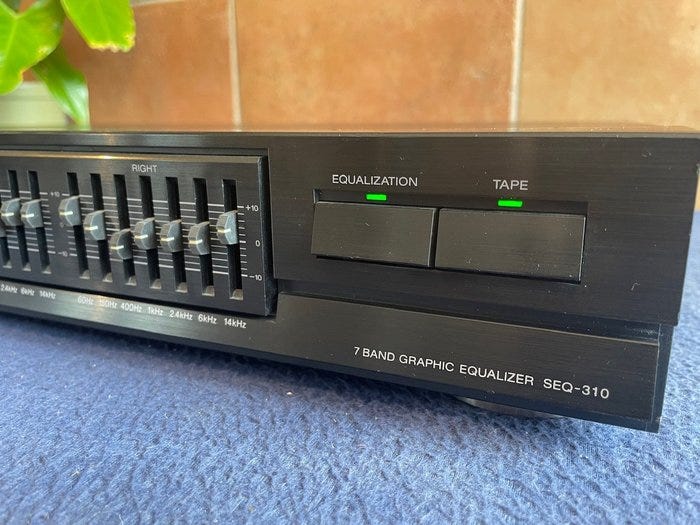 RIGHT
EQUALIZATION TAPE
+10 +10
0 0
-10 -10
2.4kHz 6kHz 14kHz 60Hz 150Hz 400Hz 1kHz 2.4kHz 6kHz 14kHz
7 BAND GRAPHIC EQUALIZER SEQ-310